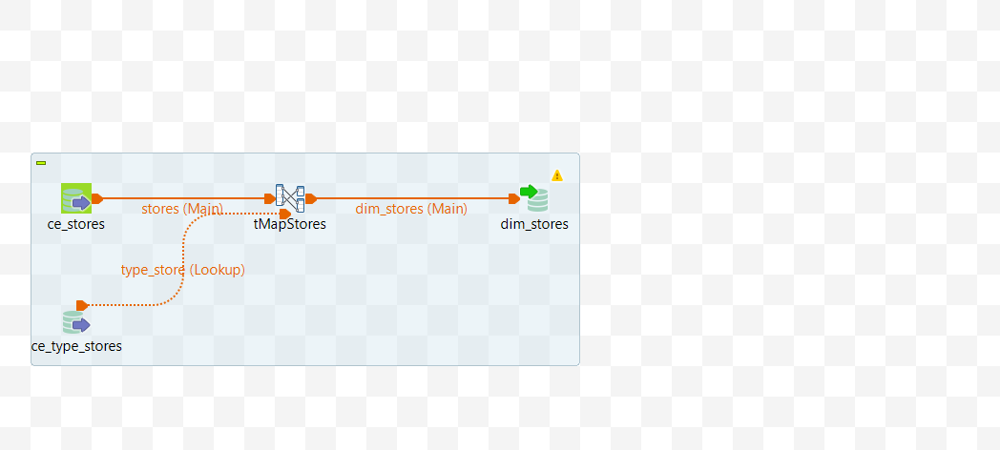 stores (Main)
dim_stores (Main)
ce_stores
tMapStores
dim_stores
type_store (Lookup)
ce_type_stores